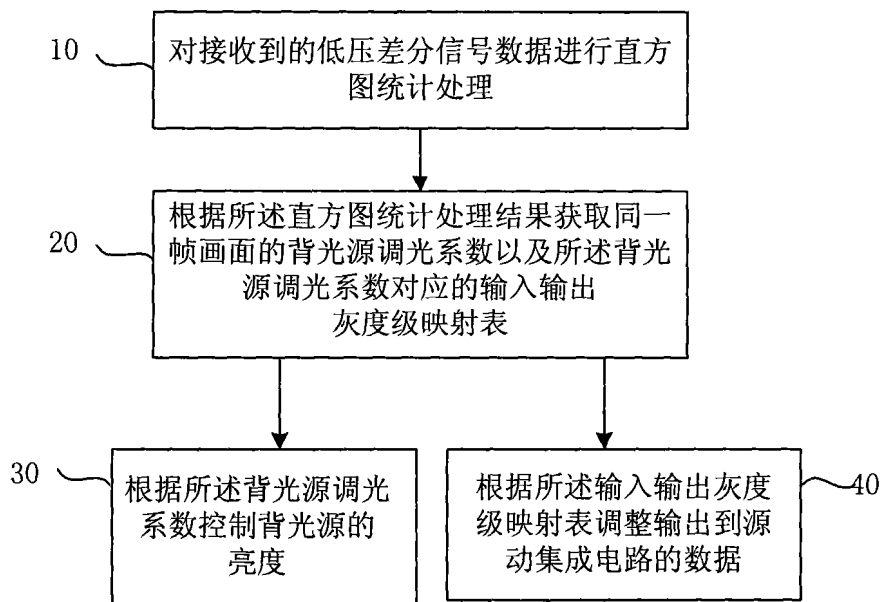 10
对接收到的低压差分信号数据进行直方
图统计处理
20
根据所述直方图统计处理结果获取同一
帧画面的背光源调光系数以及所述背光
源调光系数对应的输入输出
灰度级映射表
30
根据所述背光源调光
系数控制背光源的
亮度
根据所述输入输出灰度
级映射表调整输出到源
动集成电路的数据
40